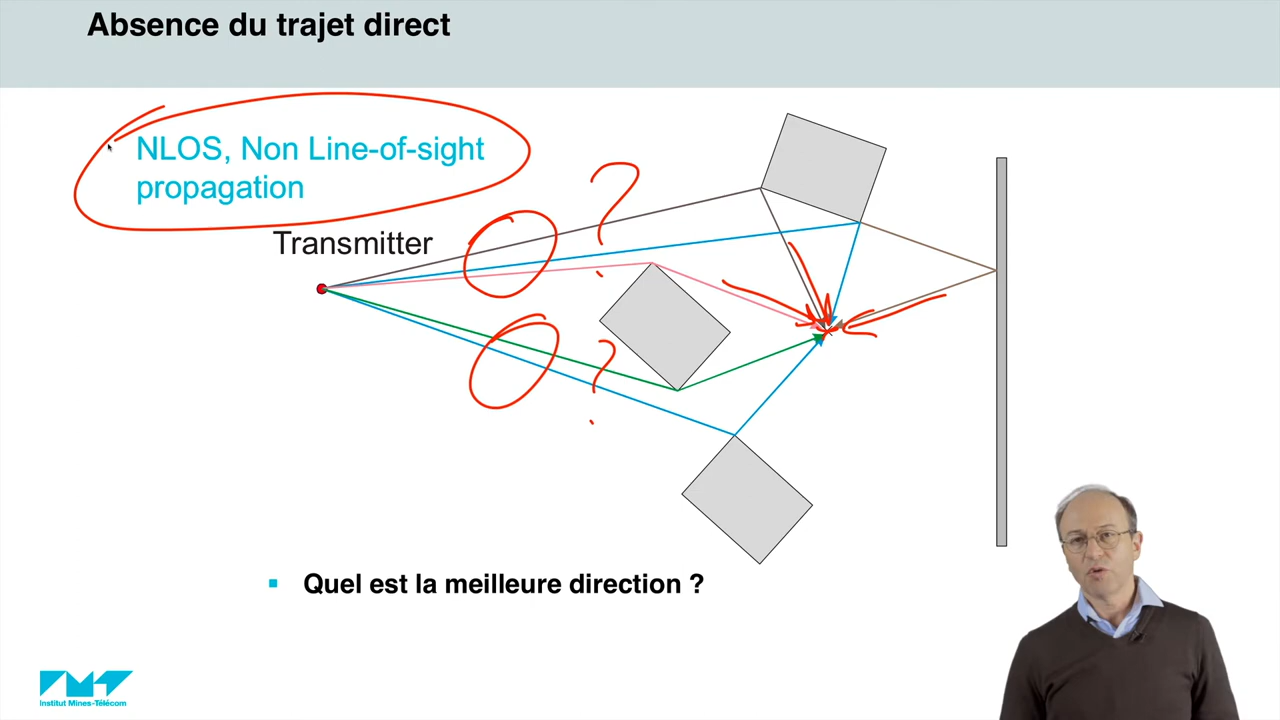 Absence du trajet direct
NLOS, Non Line-of-sight
propagation
?
Transmitter
?
Quel est la meilleure direction ?
Institut Mines-Télécom